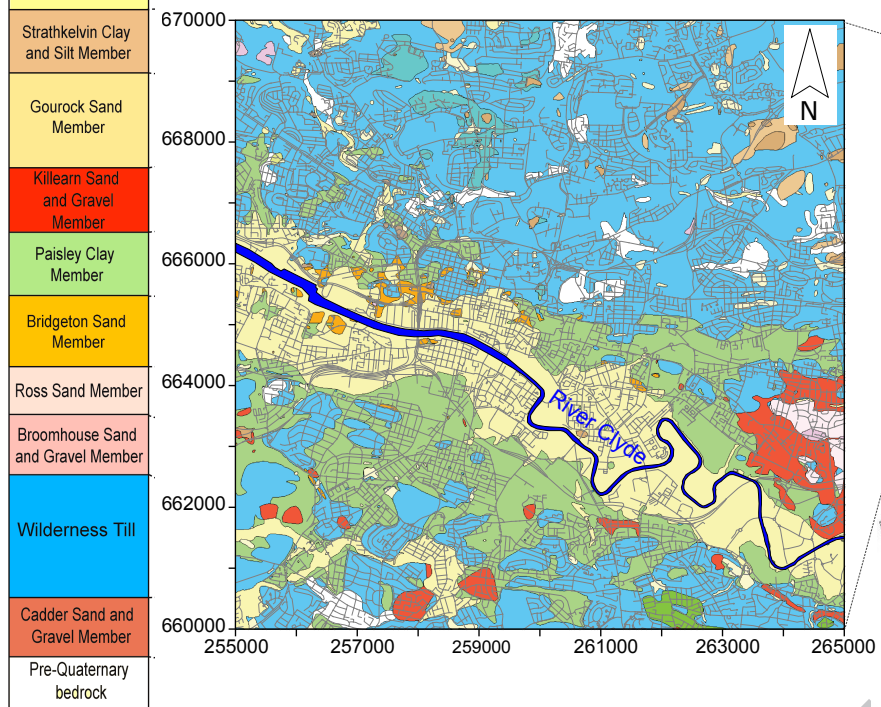 Strathkelvin Clay
and Silt Member
Gourock Sand
Member
Killearn Sand
and Gravel
Member
Paisley Clay
Member
Bridgeton Sand
Member
Ross Sand Member
Broomhouse Sand
and Gravel Member
Wilderness Till
Cadder Sand and
Gravel Member
Pre-Quaternary
bedrock
670000
668000
666000
664000
662000
660000
255000
257000
259000
261000
263000
265000
N
River Clyde